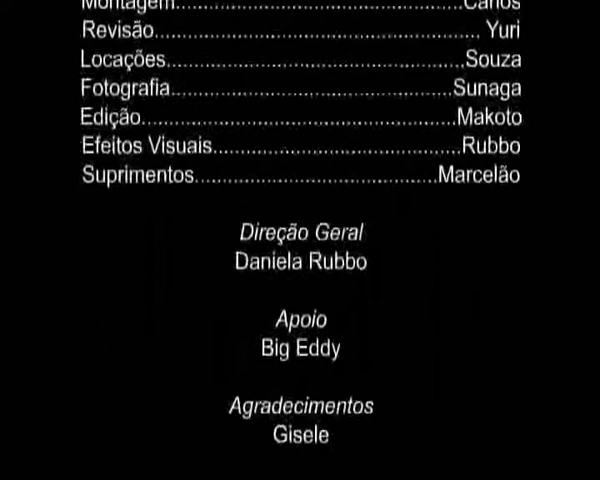 Montagem..............................................Carlos
Revisão.................................................. Yuri
Locações..............................................Souza
Fotografia...........................................Sunaga
Edição................................................Makoto
Efeitos Visuais......................................Rubbo
Suprimentos.....................................Marcelão
Direção Geral
Daniela Rubbo
Apoio
Big Eddy
Agradecimentos
Gisele